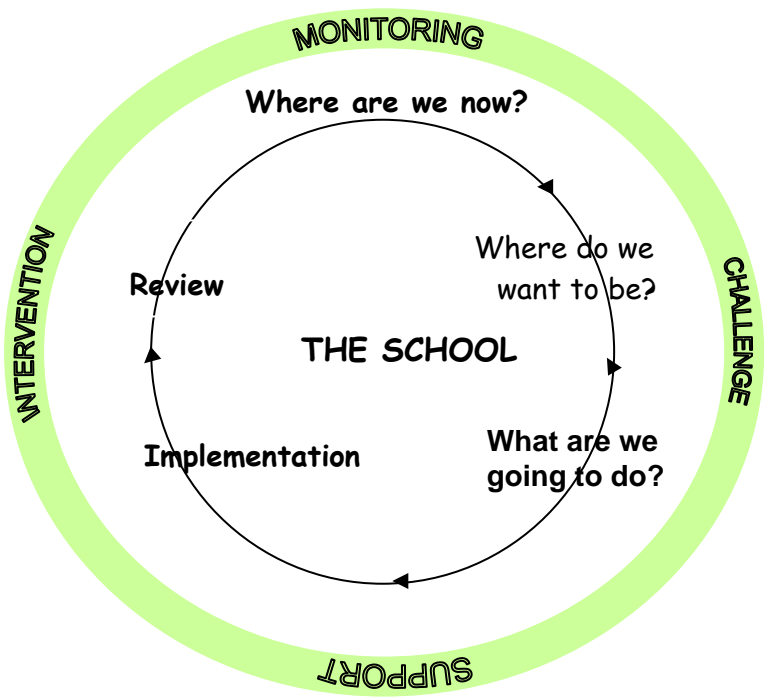 MONITORING
Where are we now?
Where do we
want to be?
CHALLENGE
THE SCHOOL
What are we
going to do?
SUPPORT
Implementation
Review
INTERVENTION